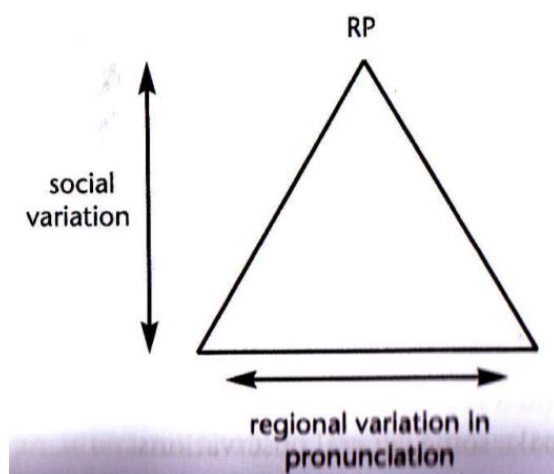 RP
social
variation
regional variation in
pronunciation